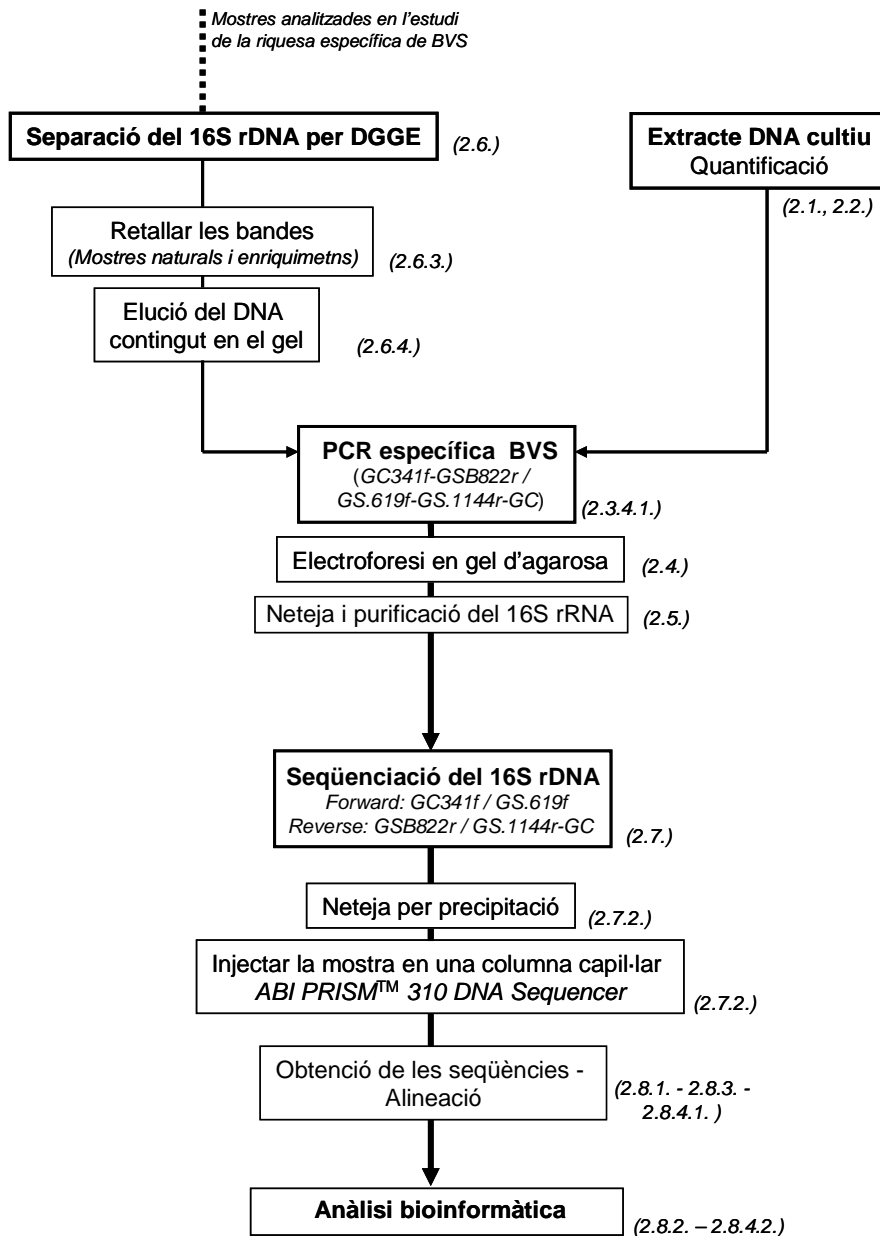 Mostres analitzades en l'estudi
de la riquesa específica de BVS
Separació del 16S rDNA per DGGE
(2.6.)
Extracte DNA cultiu
Quantificació
(2.1., 2.2.)
Retallar les bandes
(Mostres naturals i enriquimetns)
(2.6.3.)
Elució del DNA
contingut en el gel
(2.6.4.)
PCR específica BVS
(GC341f-GSB822r /
GS.619f-GS.1144r-GC)
(2.3.4.1.)
Electroforesi en gel d'agarosa
(2.4.)
Neteja i purificació del 16S rRNA
(2.5.)
Seqüenciació del 16S rDNA
Forward: GC341f / GS.619f
Reverse: GSB822r / GS.1144r-GC
(2.7.)
Neteja per precipitació
(2.7.2.)
Injectar la mostra en una columna capil·lar
ABI PRISM™ 310 DNA Sequencer
(2.7.2.)
Obtenció de les seqüències -
Alineació
(2.8.1. - 2.8.3. -
2.8.4.1. )
Anàlisi bioinformàtica
(2.8.2. – 2.8.4.2.)